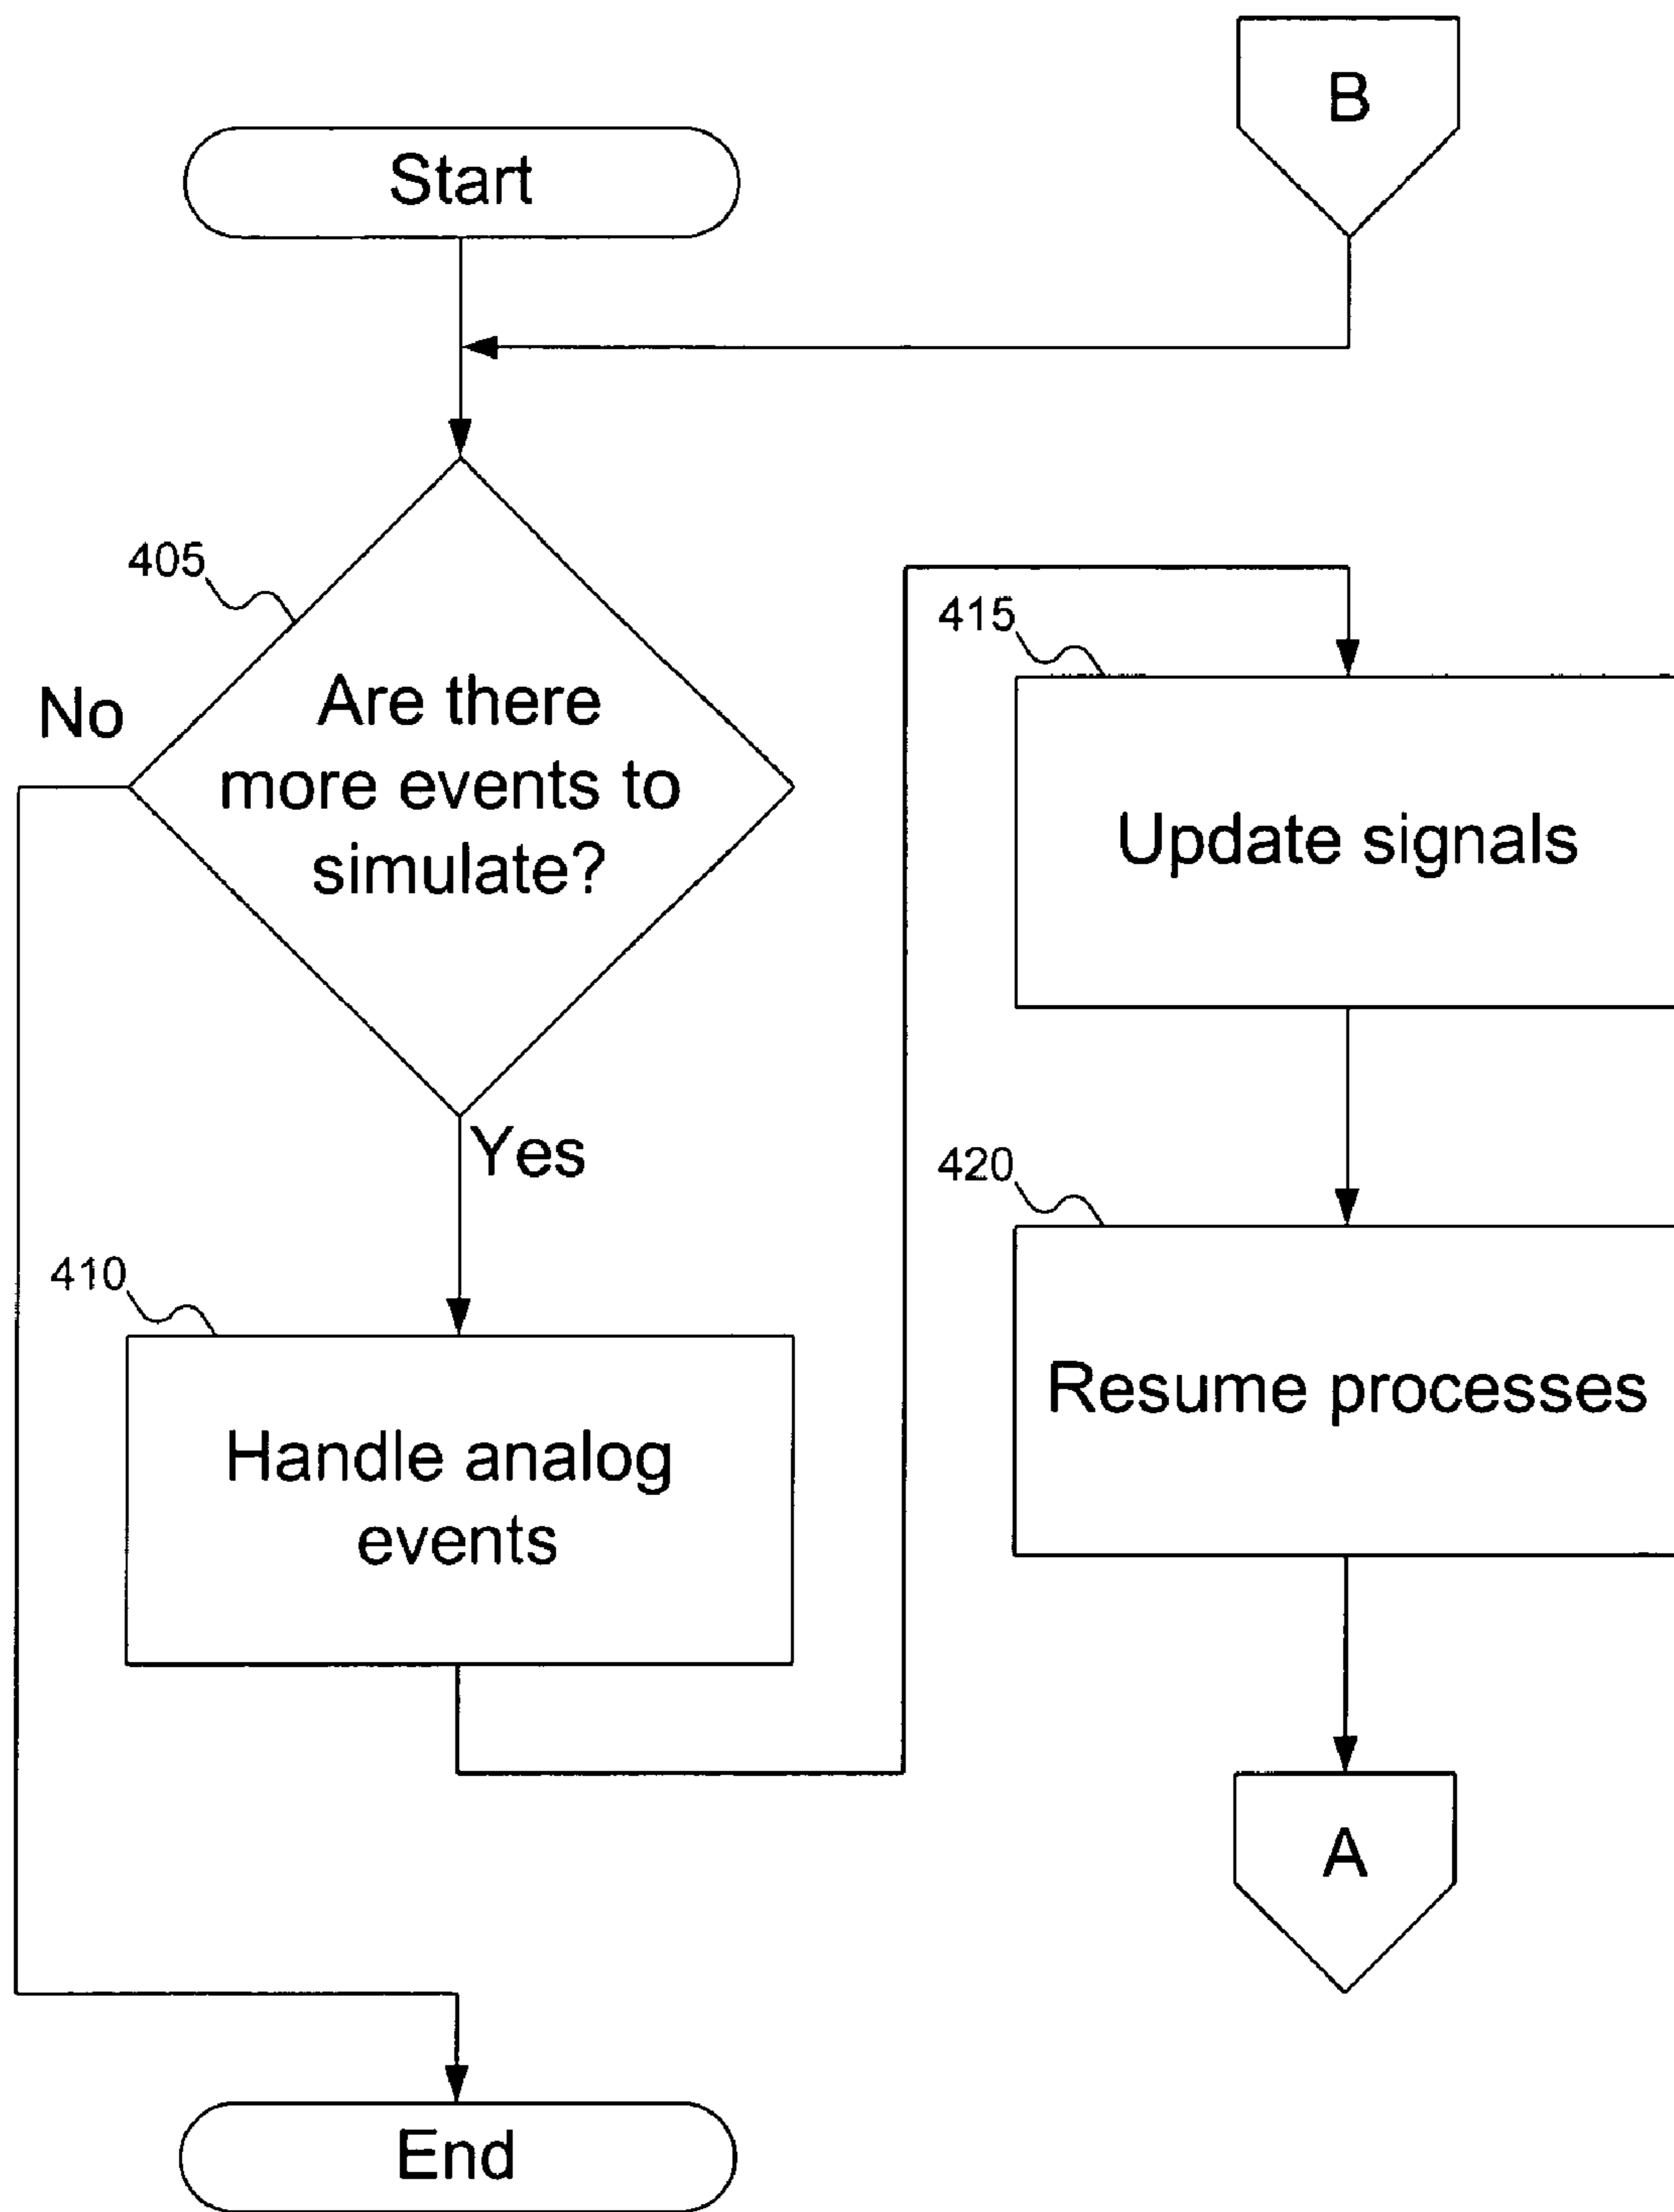 B
Start
405
No
Are there
more events to
simulate?
Yes
410
Handle analog
events
415
Update signals
420
Resume processes
A
End